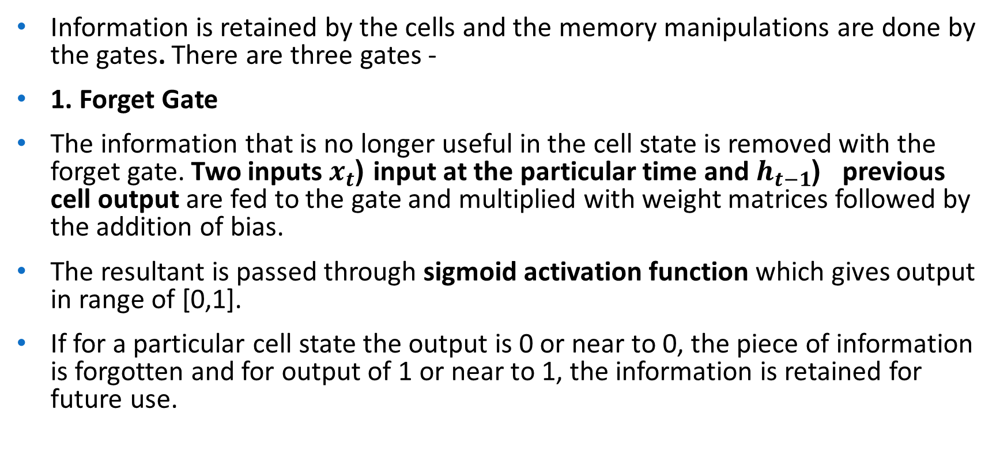 • Information is retained by the cells and the memory manipulations are done by
the gates. There are three gates -
• 1. Forget Gate
• The information that is no longer useful in the cell state is removed with the
forget gate. Two inputs xₜ) input at the particular time and hₜ₋₁) previous
cell output are fed to the gate and multiplied with weight matrices followed by
the addition of bias.
• The resultant is passed through sigmoid activation function which gives output
in range of [0,1].
• If for a particular cell state the output is 0 or near to 0, the piece of information
is forgotten and for output of 1 or near to 1, the information is retained for
future use.